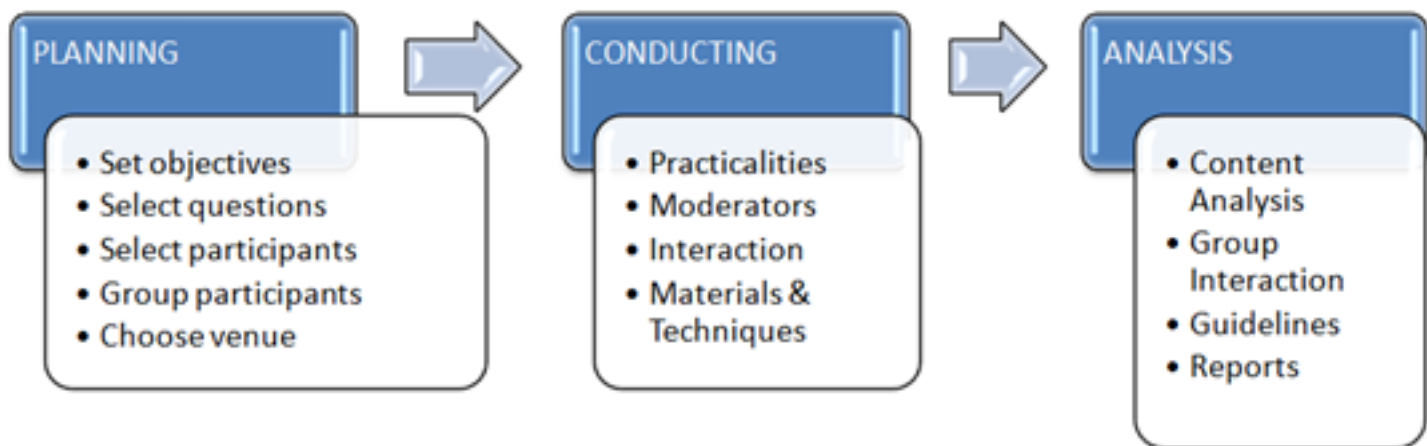 PLANNING
• Set objectives
• Select questions
• Select participants
• Group participants
• Choose venue
CONDUCTING
• Practicalities
• Moderators
• Interaction
• Materials &
Techniques
ANALYSIS
• Content
Analysis
• Group
Interaction
• Guidelines
• Reports